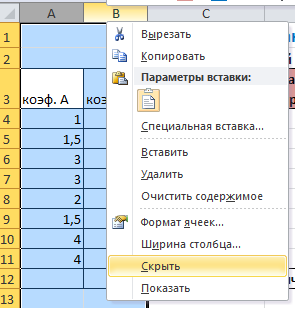 A B C
1
2
3 коэф. А коэ
4 1
5 1,5
6 3
7 3
8 2
9 1,5
10 4
11 4
12
13
Вырезать
Копировать
Параметры вставки:
Специальная вставка...
Вставить
Удалить
Очистить содержимое
Формат ячеек...
Ширина столбца...
Скрыть
Показать